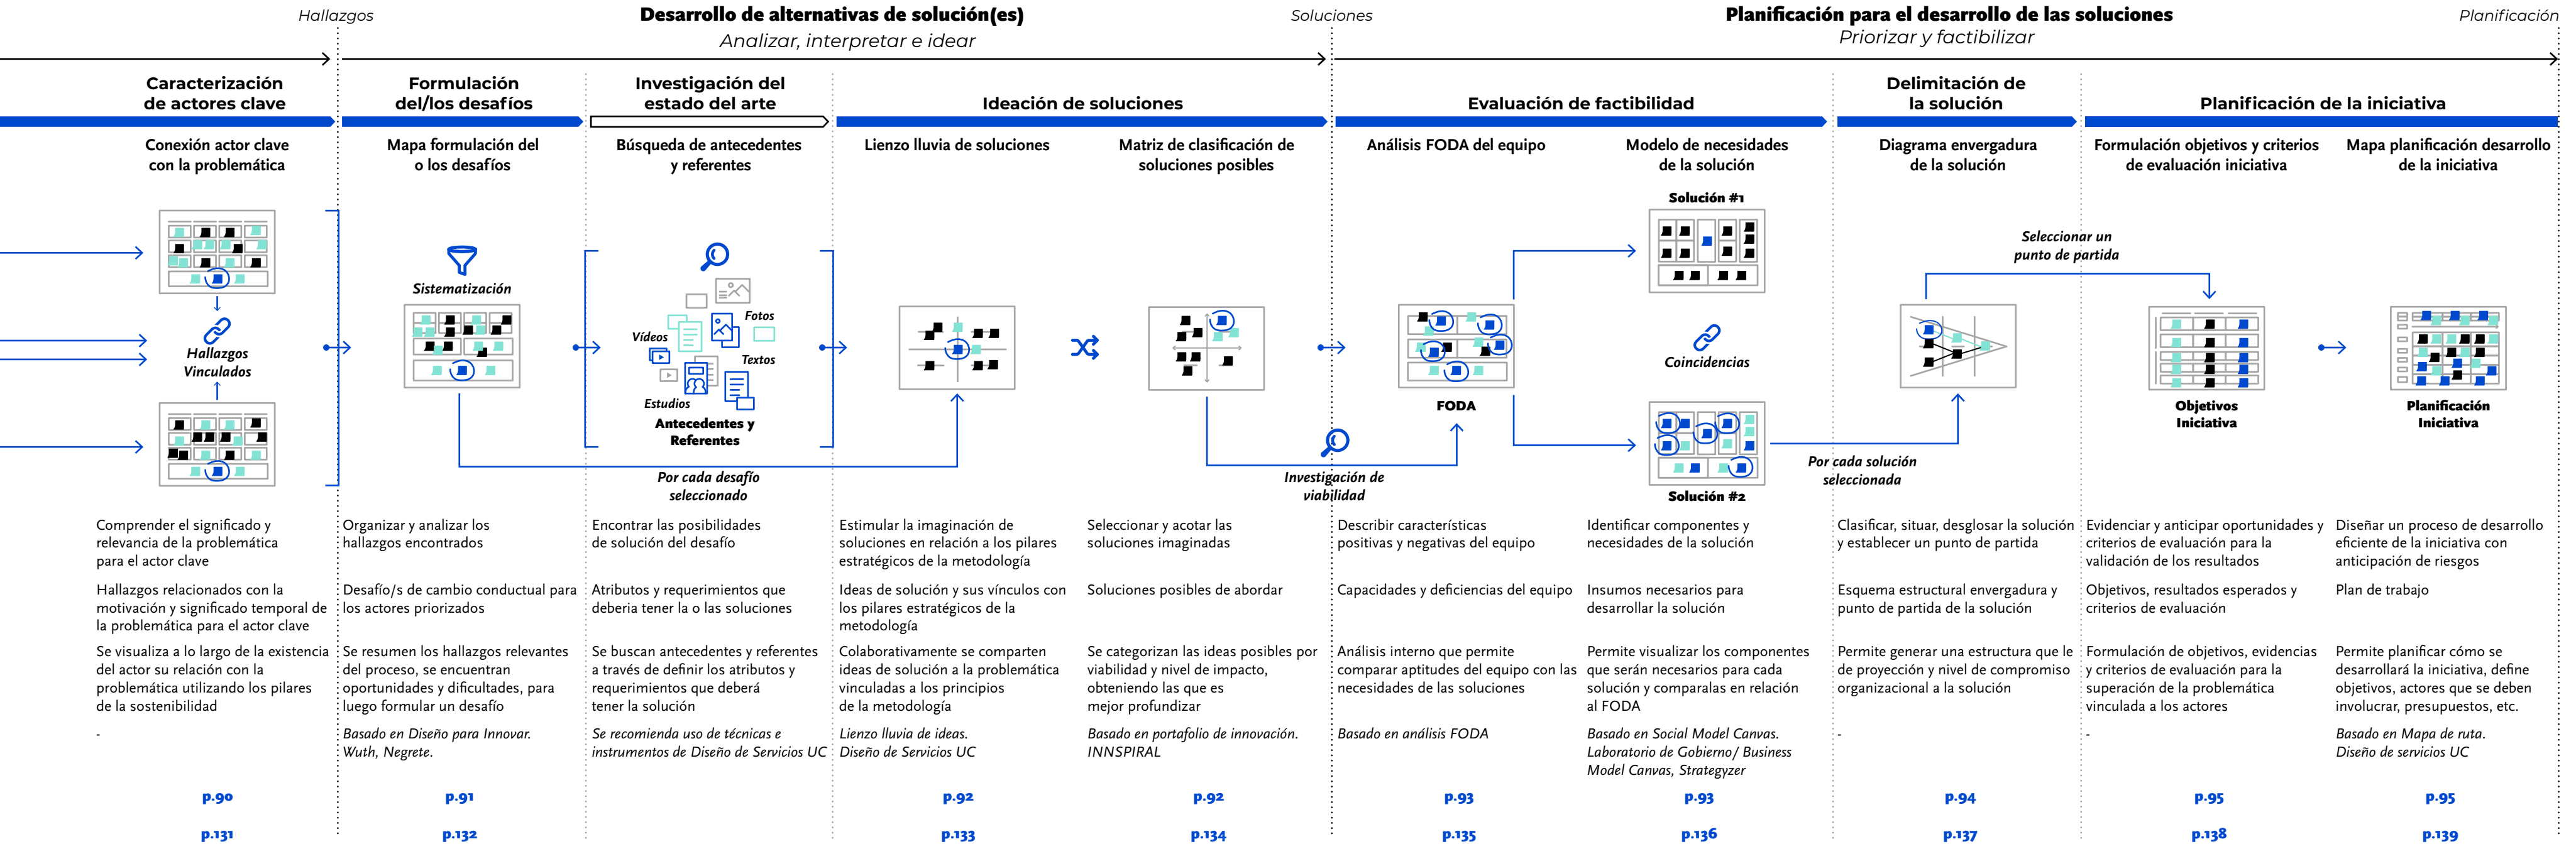 Hallazgos
Desarrollo de alternativas de solución(es)
Analizar, interpretar e idear
Soluciones
Planificación para el desarrollo de las soluciones
Priorizar y factibilizar
Planificación
Caracterización
de actores clave
Formulación
del/los desafíos
Investigación del
estado del arte
Ideación de soluciones
Evaluación de factibilidad
Delimitación de
la solución
Planificación de la iniciativa
Conexión actor clave
con la problemática
Mapa formulación del
o los desafíos
Búsqueda de antecedentes
y referentes
Lienzo lluvia de soluciones
Matriz de clasificación de
soluciones posibles
Análisis FODA del equipo
Modelo de necesidades
de la solución
Diagrama envergadura
de la solución
Formulación objetivos y criterios
de evaluación iniciativa
Mapa planificación desarrollo
de la iniciativa
Hallazgos
Vinculados
Sistematización
Fotos
Vídeos
Textos
Estudios
Antecedentes y
Referentes
Por cada desafío
seleccionado
Investigación de
viabilidad
FODA
Solución #1
Coincidencias
Solución #2
Por cada solución
seleccionada
Seleccionar un
punto de partida
Objetivos
Iniciativa
Planificación
Iniciativa
Comprender el significado y
relevancia de la problemática
para el actor clave
Organizar y analizar los
hallazgos encontrados
Encontrar las posibilidades
de solución del desafío
Estimular la imaginación de
soluciones en relación a los pilares
estratégicos de la metodología
Seleccionar y acotar las
soluciones imaginadas
Describir características
positivas y negativas del equipo
Identificar componentes y
necesidades de la solución
Clasificar, situar, desglosar la solución
y establecer un punto de partida
Evidenciar y anticipar oportunidades y
criterios de evaluación para la
validación de los resultados
Diseñar un proceso de desarrollo
eficiente de la iniciativa con
anticipación de riesgos
Hallazgos relacionados con la
motivación y significado temporal de
la problemática para el actor clave
Desafío/s de cambio conductual para
los actores priorizados
Atributos y requerimientos que
deberia tener la o las soluciones
Ideas de solución y sus vínculos con
los pilares estratégicos de la
metodología
Soluciones posibles de abordar
Capacidades y deficiencias del equipo
Insumos necesarios para
desarrollar la solución
Esquema estructural envergadura y
punto de partida de la solución
Objetivos, resultados esperados y
criterios de evaluación
Plan de trabajo
Se visualiza a lo largo de la existencia
del actor su relación con la
problemática utilizando los pilares
de la sostenibilidad
Se resumen los hallazgos relevantes
del proceso, se encuentran
oportunidades y dificultades, para
luego formular un desafío
Se buscan antecedentes y referentes
a través de definir los atributos y
requerimientos que deberá
tener la solución
Colaborativamente se comparten
ideas de solución a la problemática
vinculadas a los principios
de la metodología
Se categorizan las ideas posibles por
viabilidad y nivel de impacto,
obteniendo las que es
mejor profundizar
Análisis interno que permite
comparar aptitudes del equipo con las
necesidades de las soluciones
Permite visualizar los componentes
que serán necesarios para cada
solución y compararlas en relación
al FODA
Permite generar una estructura que le
de proyección y nivel de compromiso
organizacional a la solución
Formulación de objetivos, evidencias
y criterios de evaluación para la
superación de la problemática
vinculada a los actores
Permite planificar cómo se
desarrollará la iniciativa, define
objetivos, actores que se deben
involucrar, presupuestos, etc.
-
Basado en Diseño para Innovar.
Wuth, Negrete.
Se recomienda uso de técnicas e
instrumentos de Diseño de Servicios UC
Lienzo lluvia de ideas.
Diseño de Servicios UC
Basado en portafolio de innovación.
INNSPIRAL
Basado en análisis FODA
Basado en Social Model Canvas.
Laboratorio de Gobierno/ Business
Model Canvas, Strategyzer
-
-
Basado en Mapa de ruta.
Diseño de servicios UC
p.90
p.91
p.92
p.92
p.93
p.93
p.94
p.95
p.95
p.131
p.132
p.133
p.134
p.135
p.136
p.137
p.138
p.139